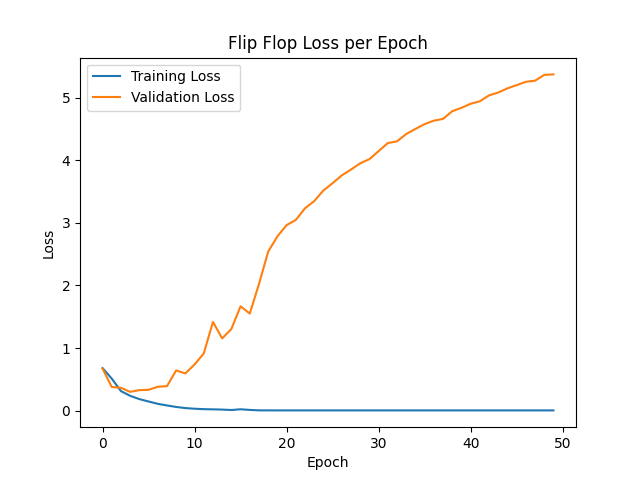 Flip Flop Loss per Epoch
Training Loss
Validation Loss
5
4
3
2
1
0
Loss
0 10 20 30 40 50
Epoch